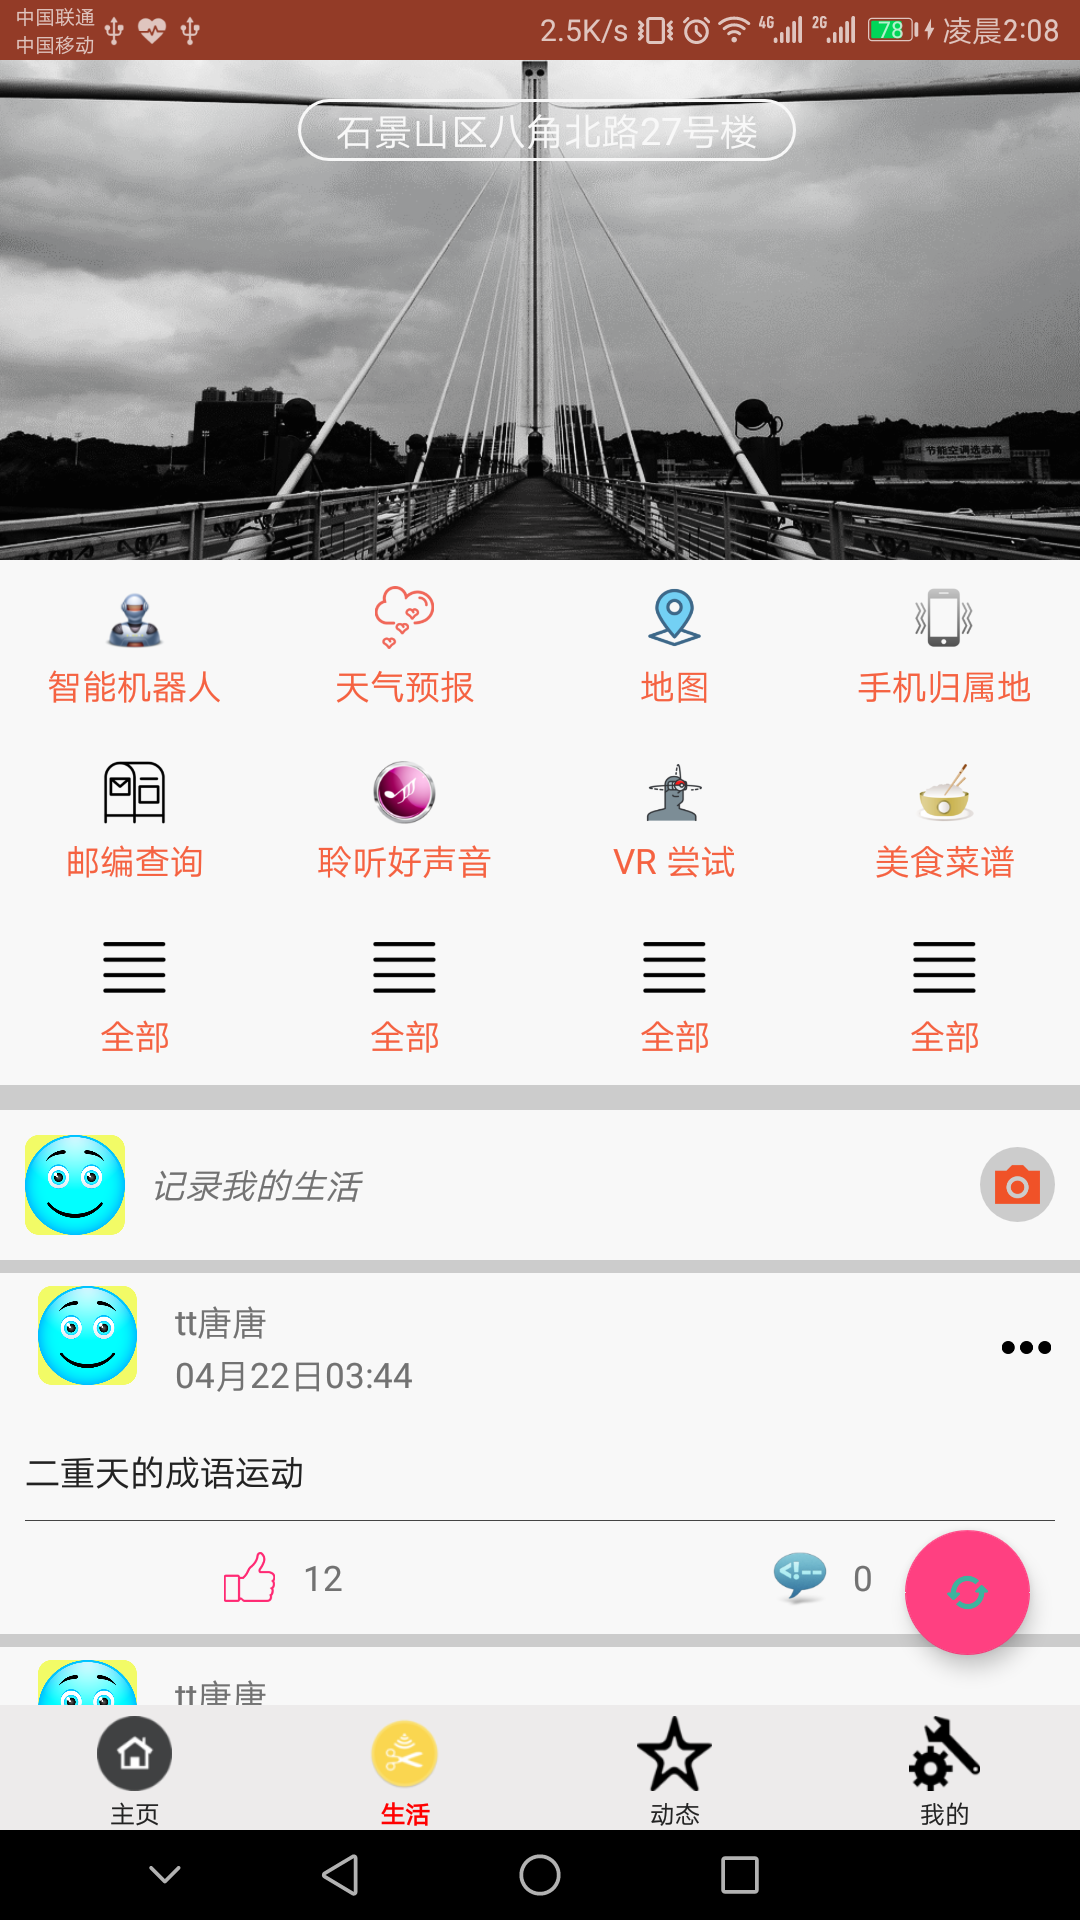 中国联通
中国移动
2.5K/s
4G
2G
78
凌晨2:08
石景山区八角北路27号楼
节能空调选志高
智能机器人
天气预报
地图
手机归属地
邮编查询
聆听好声音
VR 尝试
美食菜谱
全部
全部
全部
全部
记录我的生活
tt唐唐
04月22日03:44
二重天的成语运动
12
<!--
0
tt唐唐
主页
生活
动态
我的